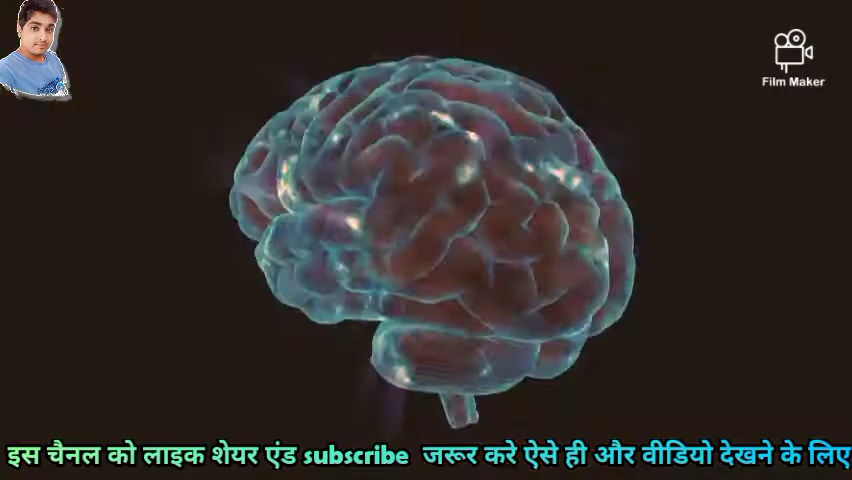 Film Maker
इस चैनल को लाइक शेयर एंड subscribe जरूर करे ऐसे ही और वीडियो देखने के लिए